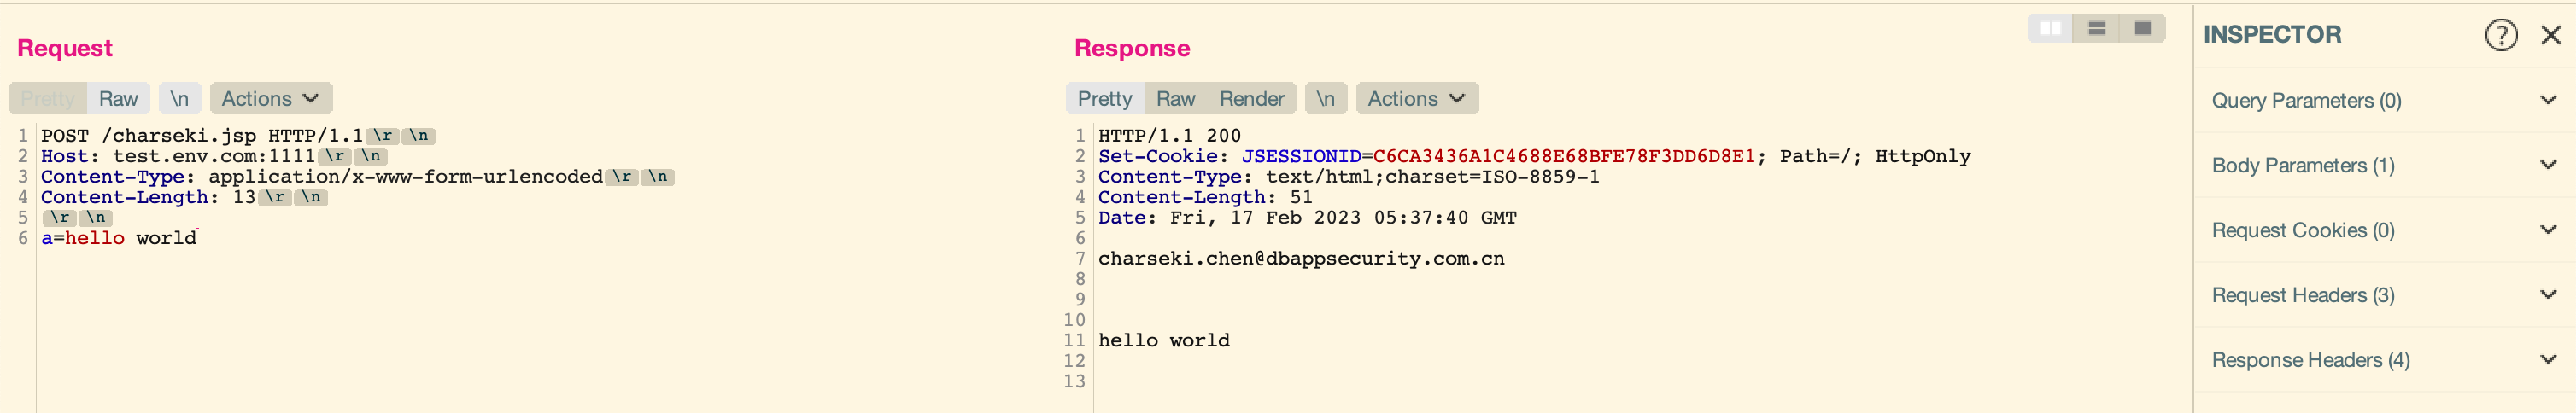 Request
Pretty Raw \n Actions
1 POST /charseki.jsp HTTP/1.1\r \n
2 Host: test.env.com:1111\r \n
3 Content-Type: application/x-www-form-urlencoded\r \n
4 Content-Length: 13\r \n
5 \r \n
6 a=hello world
Response
Pretty Raw Render \n Actions
1 HTTP/1.1 200
2 Set-Cookie: JSESSIONID=C6CA3436A1C4688E68BFE78F3DD6D8E1; Path=/; HttpOnly
3 Content-Type: text/html;charset=ISO-8859-1
4 Content-Length: 51
5 Date: Fri, 17 Feb 2023 05:37:40 GMT
6
7 charseki.chen@dbappsecurity.com.cn
8
9
10
11 hello world
12
13
INSPECTOR
Query Parameters (0)
Body Parameters (1)
Request Cookies (0)
Request Headers (3)
Response Headers (4)